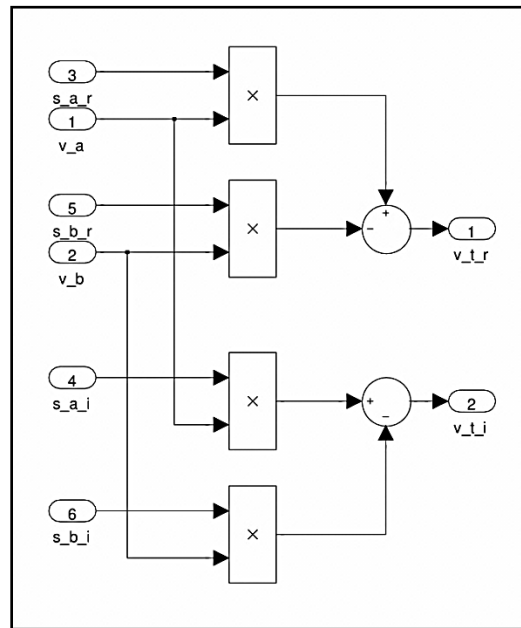 3
s_a_r
×
1
v_a
+
5
s_b_r
×
−
1
v_t_r
2
v_b
4
s_a_i
×
+
−
2
v_t_i
6
s_b_i
×